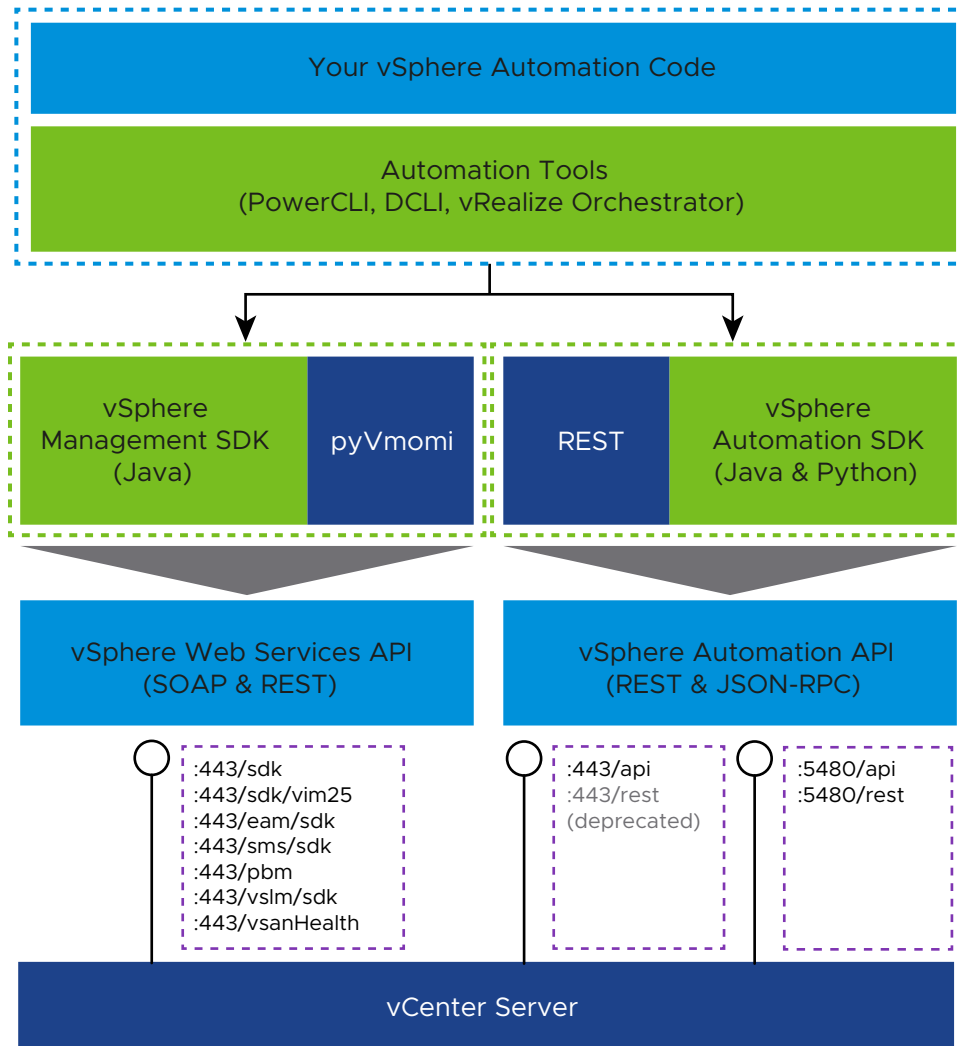 Your vSphere Automation Code
Automation Tools
(PowerCLI, DCLI, vRealize Orchestrator)
vSphere
Management SDK
(Java)
pyVmomi
REST
vSphere
Automation SDK
(Java & Python)
vSphere Web Services API
(SOAP & REST)
vSphere Automation API
(REST & JSON-RPC)
:443/sdk
:443/sdk/vim25
:443/eam/sdk
:443/sms/sdk
:443/pbm
:443/vslm/sdk
:443/vsanHealth
:443/api
:443/rest
(deprecated)
:5480/api
:5480/rest
vCenter Server